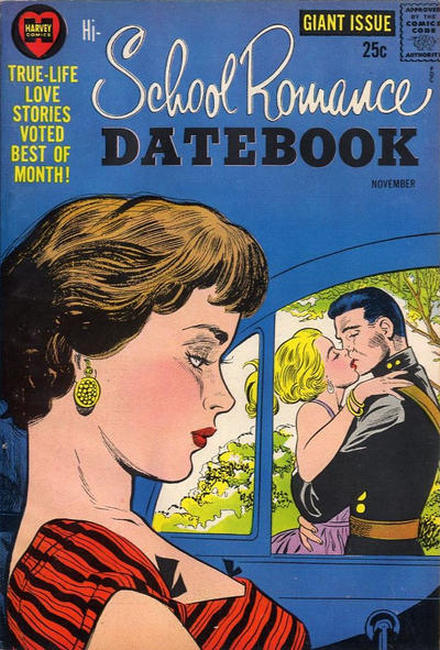 HARVEY
COMICS
Hi-
GIANT ISSUE
25¢
APPROVED
BY THE
COMICS
CODE
AUTHORITY
School Romance
DATEBOOK
TRUE-LIFE
LOVE
STORIES
VOTED
BEST OF
MONTH!
NOVEMBER